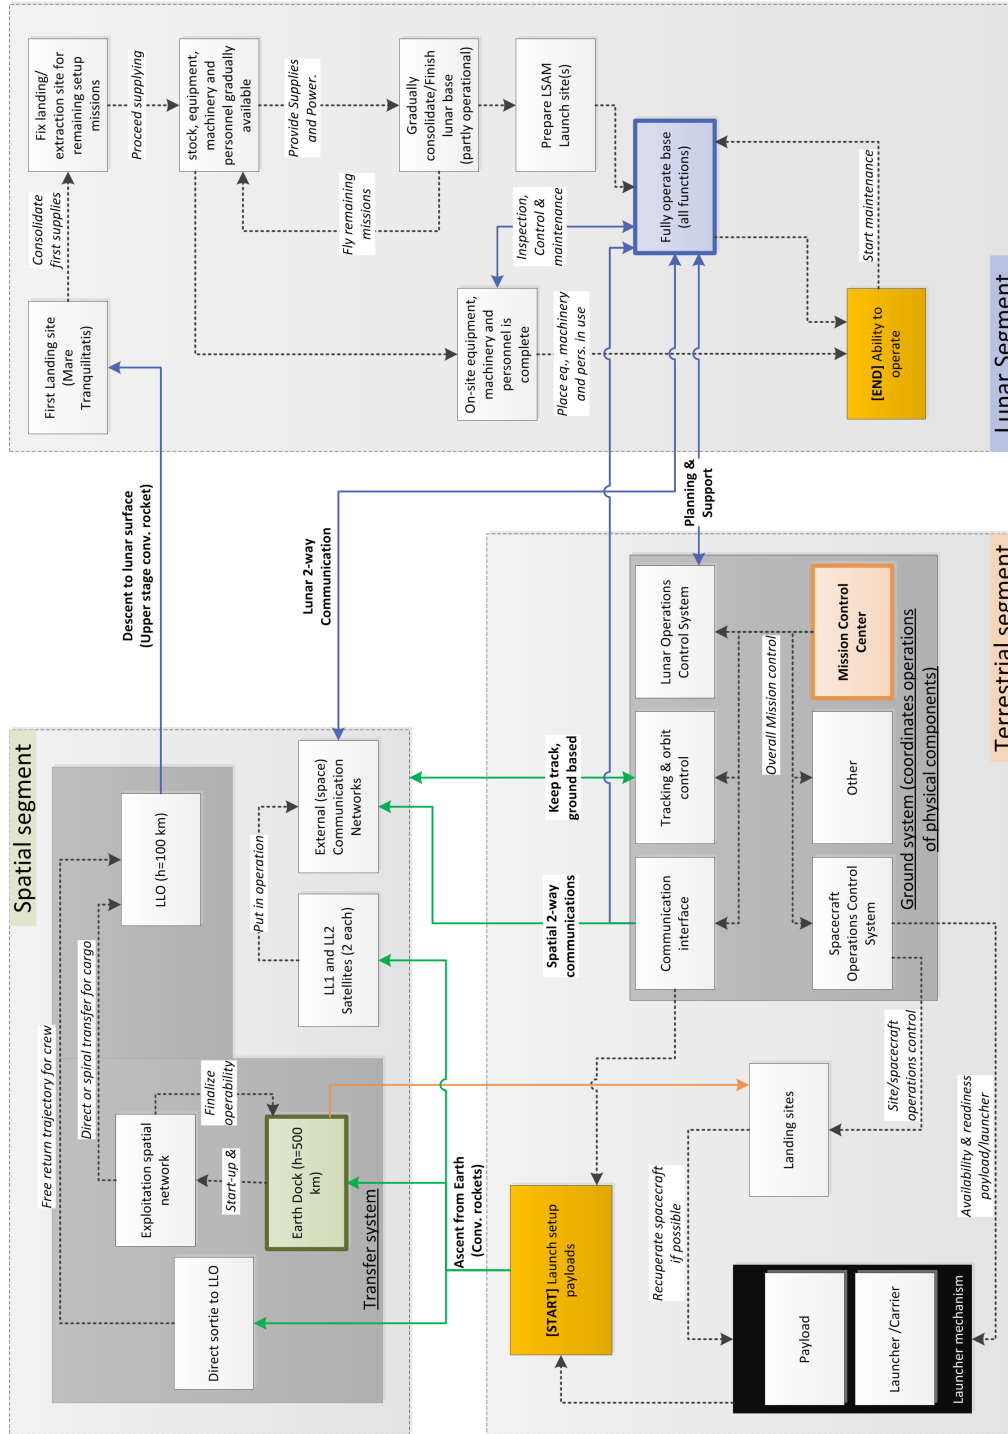 Spatial segment
Free return trajectory for crew
Direct or spiral transfer for cargo
Direct sortie to LLO
Exploitation spatial
network
Start-up &
Finalize
operability
Earth Dock (h=500
km)
Transfer system
LLO (h=100 km)
LL1 and LL2
Satellites (2 each)
Put in operation
External (space)
Communication
Networks
Descent to lunar surface
(Upper stage conv. rocket)
Lunar 2-way
Communication
Ascent from Earth
(Conv. rockets)
Spatial 2-way
communications
Keep track,
ground based
Planning &
Support
First Landing site
(Mare
Tranquilitatis)
Consolidate
first supplies
Fix landing/
extraction site for
remaining setup
missions
Proceed supplying
stock, equipment,
machinery and
personnel gradually
available
Provide Supplies
and Power.
Fly remaining
missions
Gradually
consolidate/Finish
lunar base
(partly operational)
Prepare LSAM
Launch site(s)
On-site equipment,
machinery and
personnel is
complete
Inspection,
Control &
maintenance
Place eq., machinery
and pers. in use
Fully operate base
(all functions)
Start maintenance
[END] Ability to
operate
Lunar Segment
[START] Launch setup
payloads
Recuperate spacecraft
if possible
Landing sites
Payload
Launcher /Carrier
Launcher mechanism
Site/spacecraft
operations control
Availability & readiness
payload/launcher
Communication
interface
Tracking & orbit
control
Lunar Operations
Control System
Overall Mission control
Spacecraft
Operations Control
System
Other
Mission Control
Center
Ground system (coordinates operations
of physical components)
Terrestrial segment